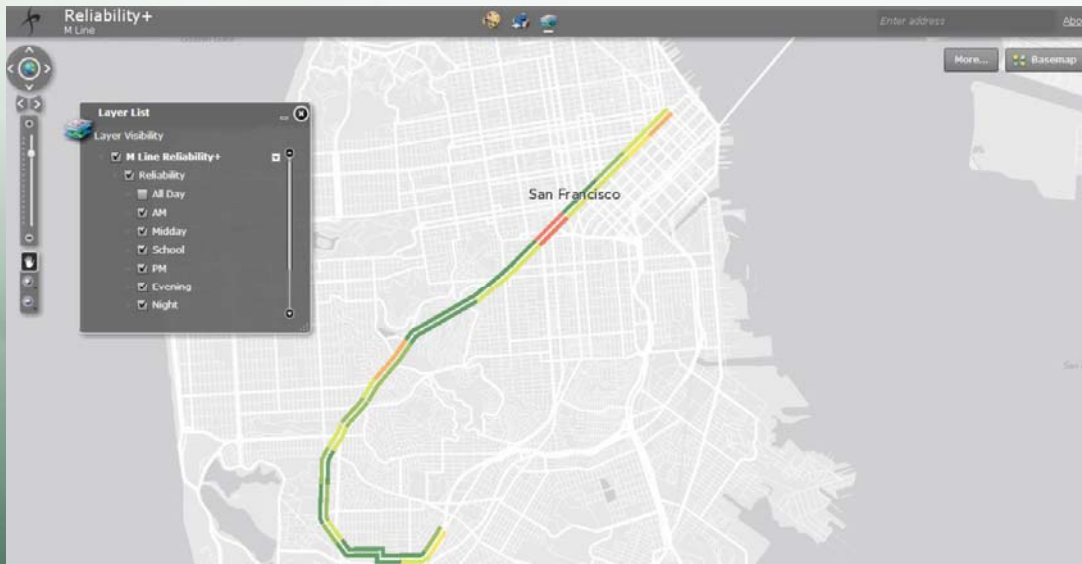 Reliability+
M Line
Enter address
Abo
More...
Basemap
Layer List
Layer Visibility
M Line Reliability+
Reliability
All Day
AM
Midday
School
PM
Evening
Night
San Francisco